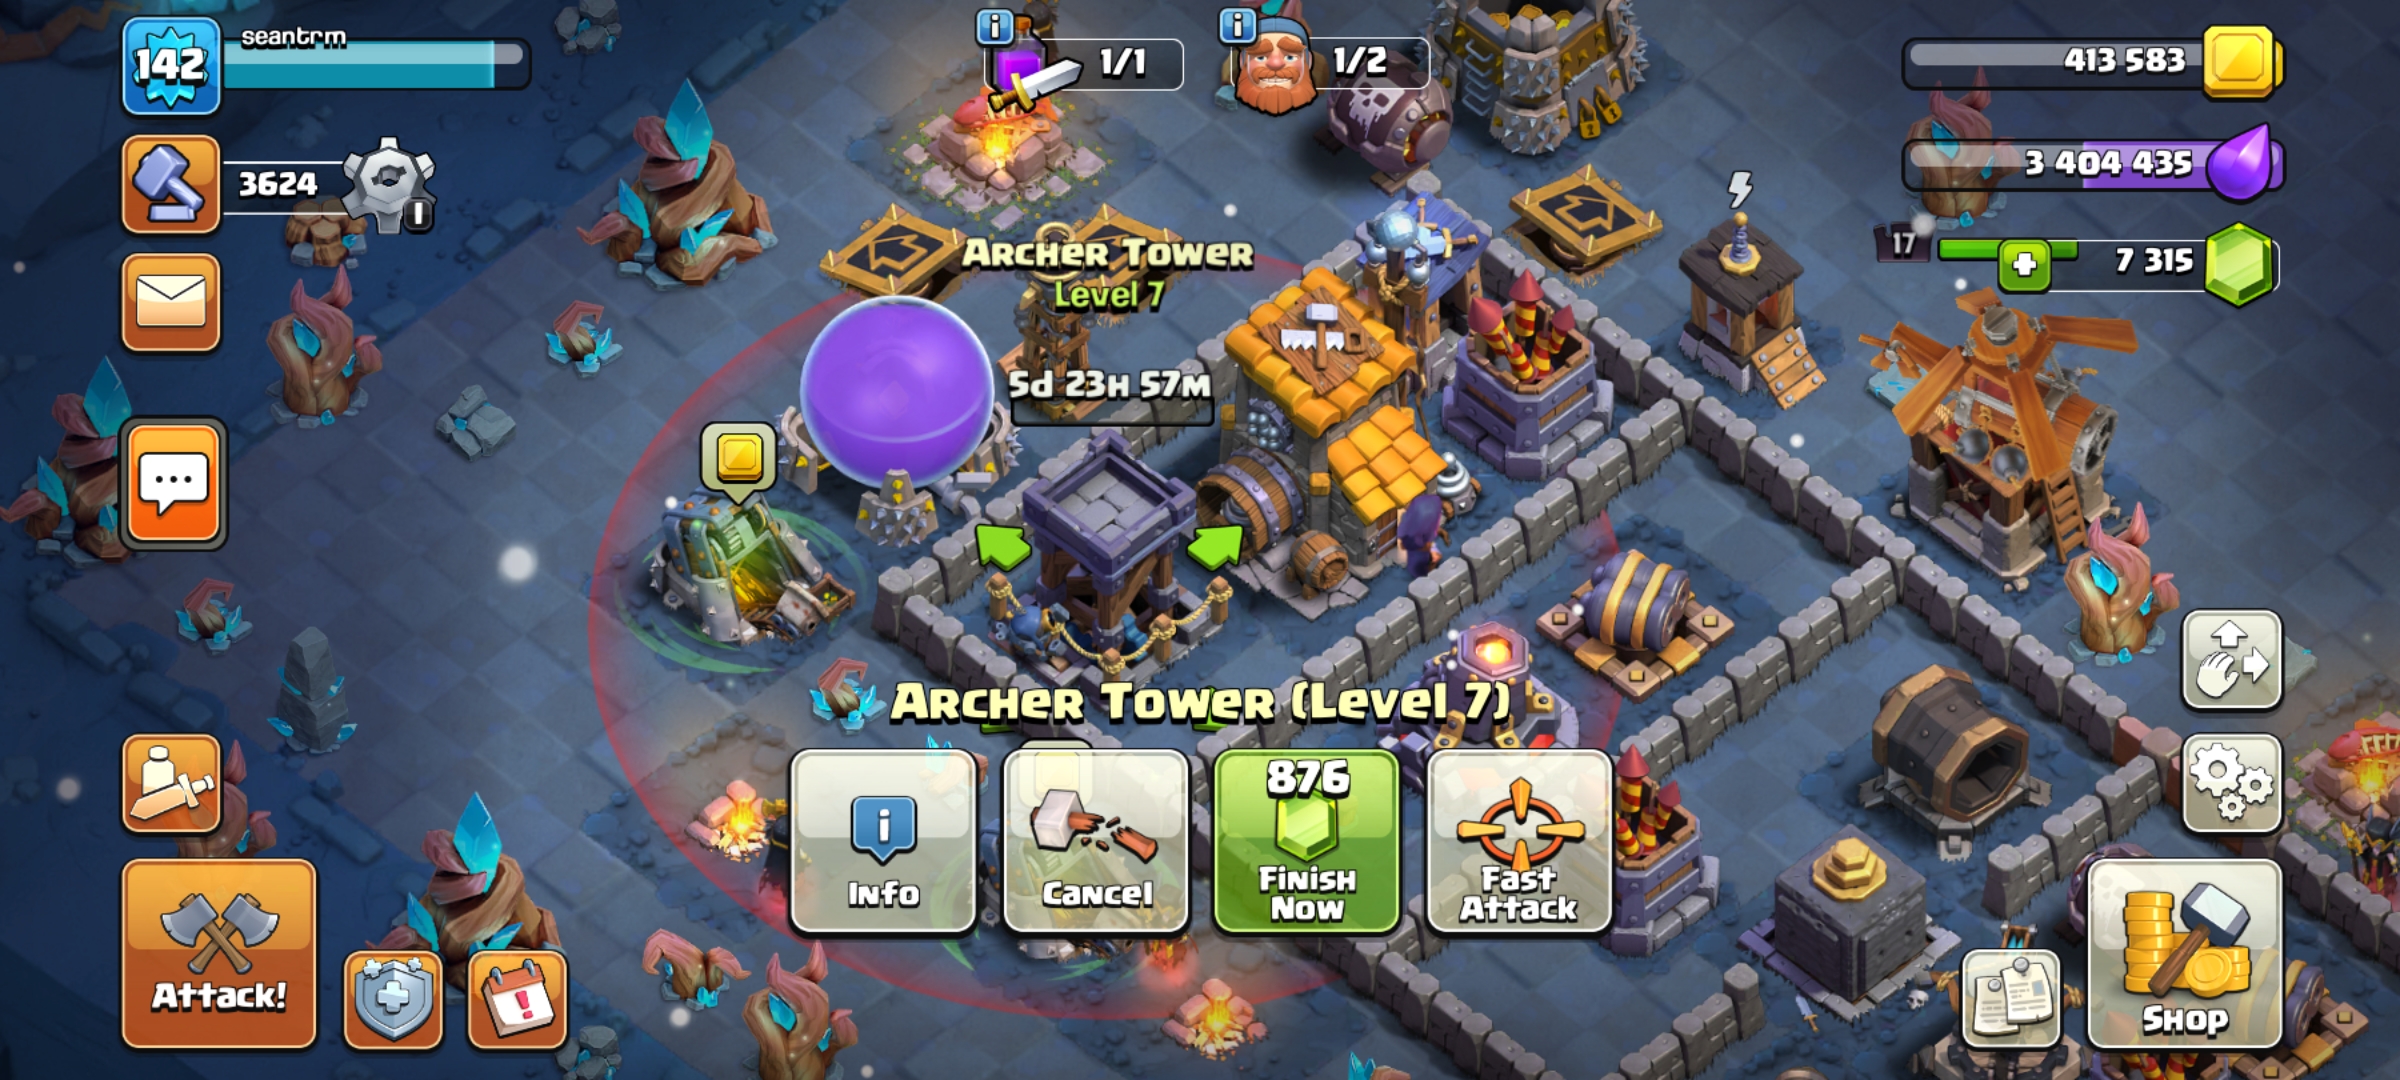 142
seantrm
1/1
1/2
413 583
3624
3 404 435
17
7 315
Archer Tower
Level 7
5d 23h 57m
Archer Tower (Level 7)
Info
Cancel
876
Finish
Now
Fast
Attack
Attack!
Shop